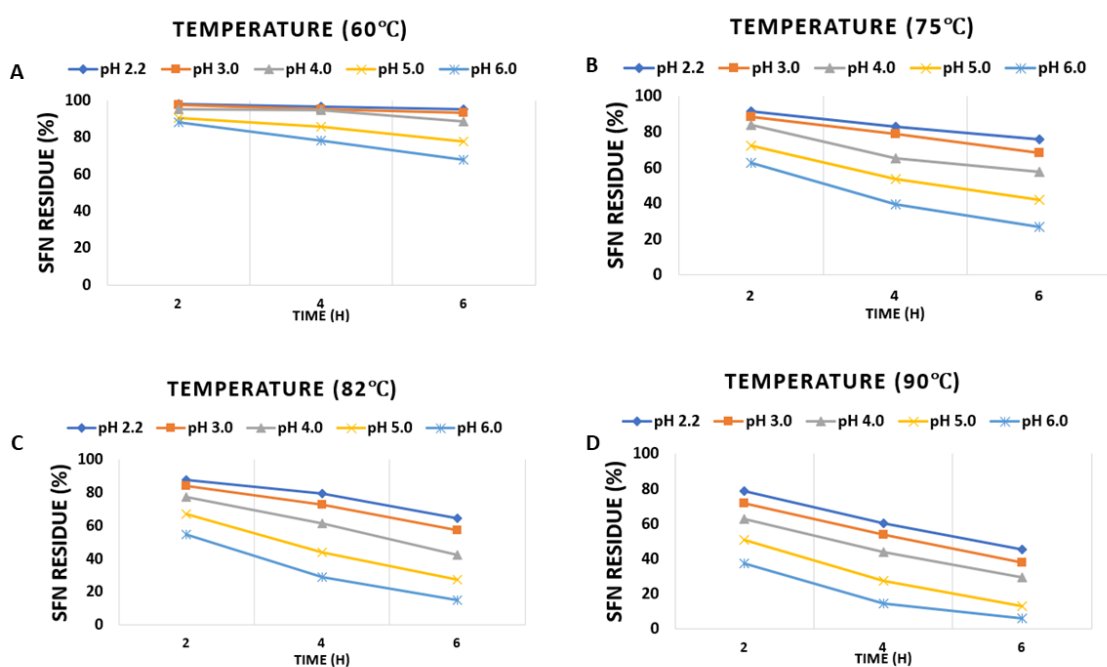 TEMPERATURE (60℃)
A
pH 2.2 pH 3.0 pH 4.0 pH 5.0 pH 6.0
SFN RESIDUE (%)
100
80
60
40
20
0
2 4 6
TIME (H)
TEMPERATURE (75℃)
B
pH 2.2 pH 3.0 pH 4.0 pH 5.0 pH 6.0
SFN RESIDUE (%)
100
80
60
40
20
0
2 4 6
TIME (H)
TEMPERATURE (82℃)
C
pH 2.2 pH 3.0 pH 4.0 pH 5.0 pH 6.0
SFN RESIDUE (%)
100
80
60
40
20
0
2 4 6
TIME (H)
TEMPERATURE (90℃)
D
pH 2.2 pH 3.0 pH 4.0 pH 5.0 pH 6.0
SFN RESIDUE (%)
100
80
60
40
20
0
2 4 6
TIME (H)